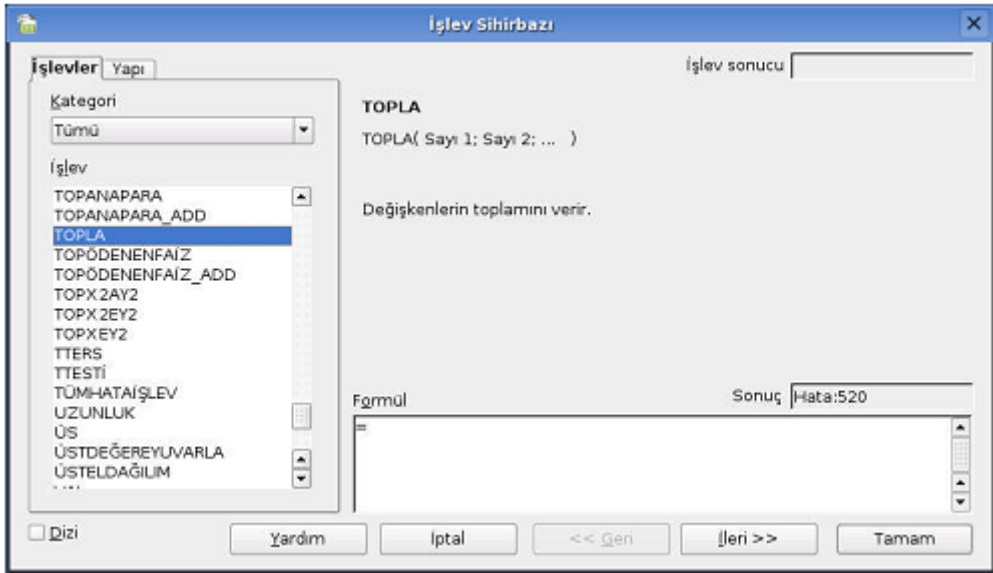 İşlev Sihirbazı
İşlevler Yapı
İşlev sonucu
Kategori
Tümü
İşlev
TOPANAPARA
TOPANAPARA_ADD
TOPLA
TOPÖDENENFAİZ
TOPÖDENENFAİZ_ADD
TOPX2AY2
TOPX2EY2
TOPXEY2
TTERS
TTESTİ
TÜMHATAİŞLEV
UZUNLUK
ÜS
ÜSTDEĞEREYUVARLA
ÜSTELDAĞILIM
TOPLA
TOPLA( Sayı 1; Sayı 2; ... )
Değişkenlerin toplamını verir.
Formül
Sonuç Hata:520
=
Dizi
Yardım
İptal
<< Geri
İleri >>
Tamam